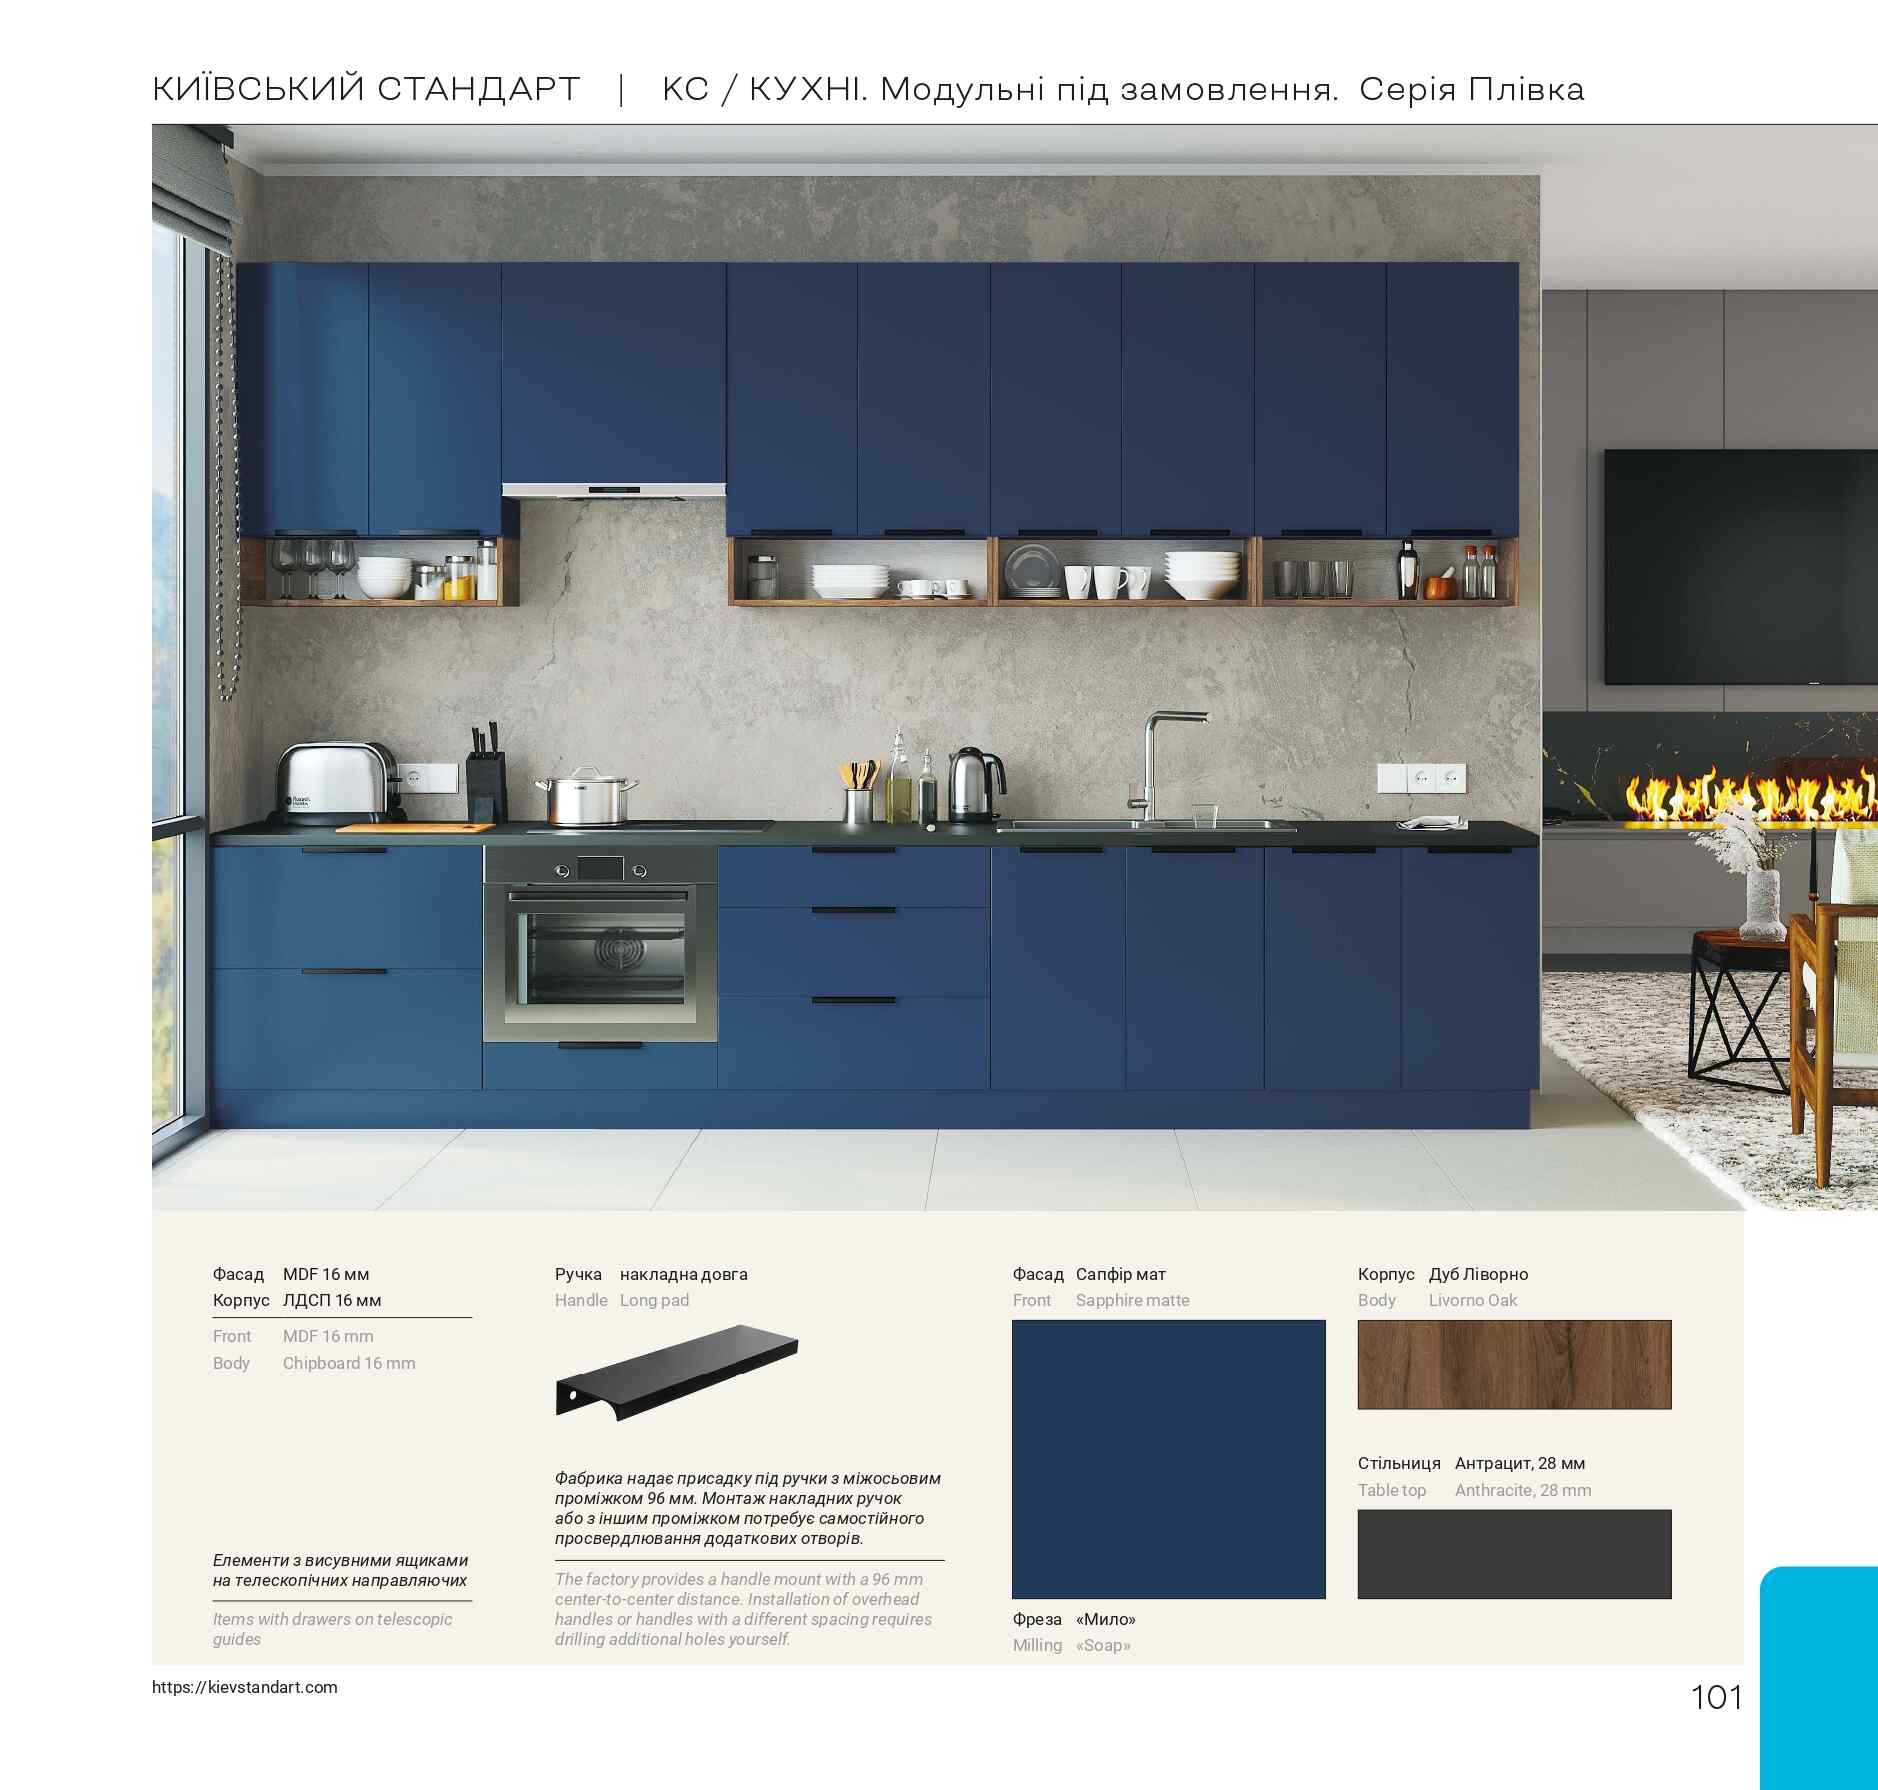 КИЇВСЬКИЙ СТАНДАРТ | КС / КУХНІ. Модульні під замовлення. Серія Плівка
Фасад MDF 16 мм
Корпус ЛДСП 16 мм
Front MDF 16 mm
Body Chipboard 16 mm
Елементи з висувними ящиками
на телескопічних направляючих
Items with drawers on telescopic
guides
Ручка накладна довга
Handle Long pad
Фабрика надає присадку під ручки з міжосьовим
проміжком 96 мм. Монтаж накладних ручок
або з іншим проміжком потребує самостійного
просвердлювання додаткових отворів.
The factory provides a handle mount with a 96 mm
center-to-center distance. Installation of overhead
handles or handles with a different spacing requires
drilling additional holes yourself.
Фасад Сапфір мат
Front Sapphire matte
Фреза «Мило»
Milling «Soap»
Корпус Дуб Ліворно
Body Livorno Oak
Стільниця Антрацит, 28 мм
Table top Anthracite, 28 mm
https://kievstandart.com
101